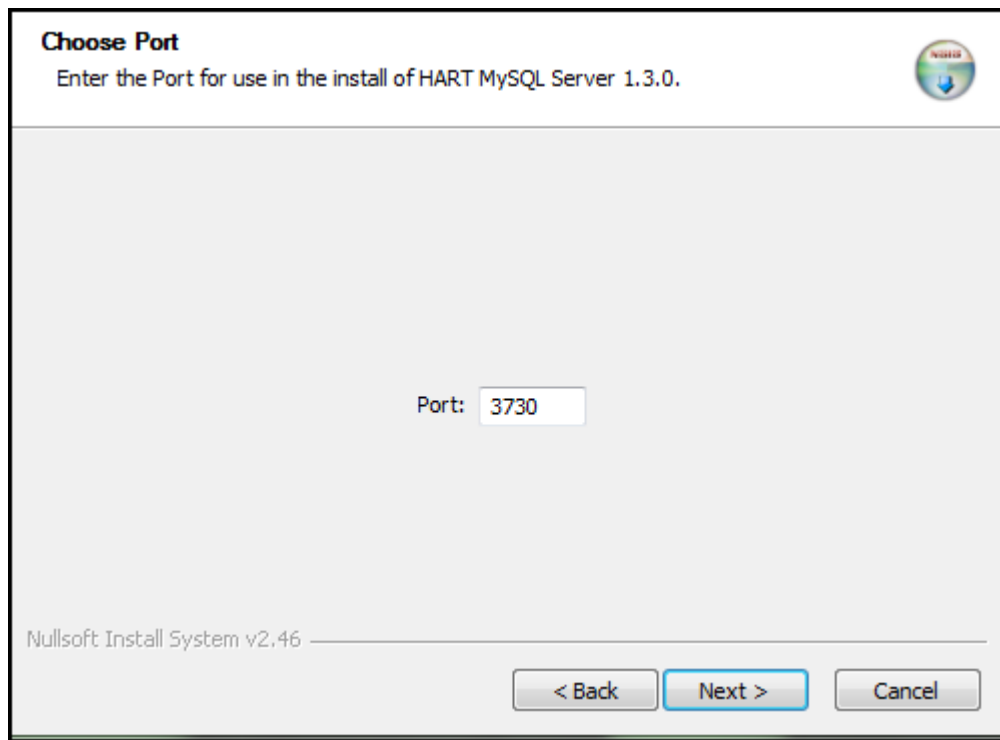 Choose Port
Enter the Port for use in the install of HART MySQL Server 1.3.0.
NSIS
Port: 3730
Nullsoft Install System v2.46
< Back Next > Cancel